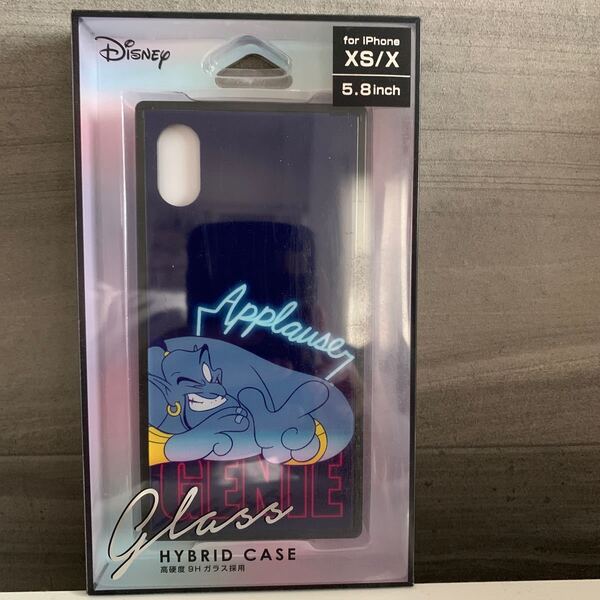 Disney
for iPhone
XS/X
5.8inch
Applause
GENIE
glass
HYBRID CASE
高硬度 9H ガラス採用